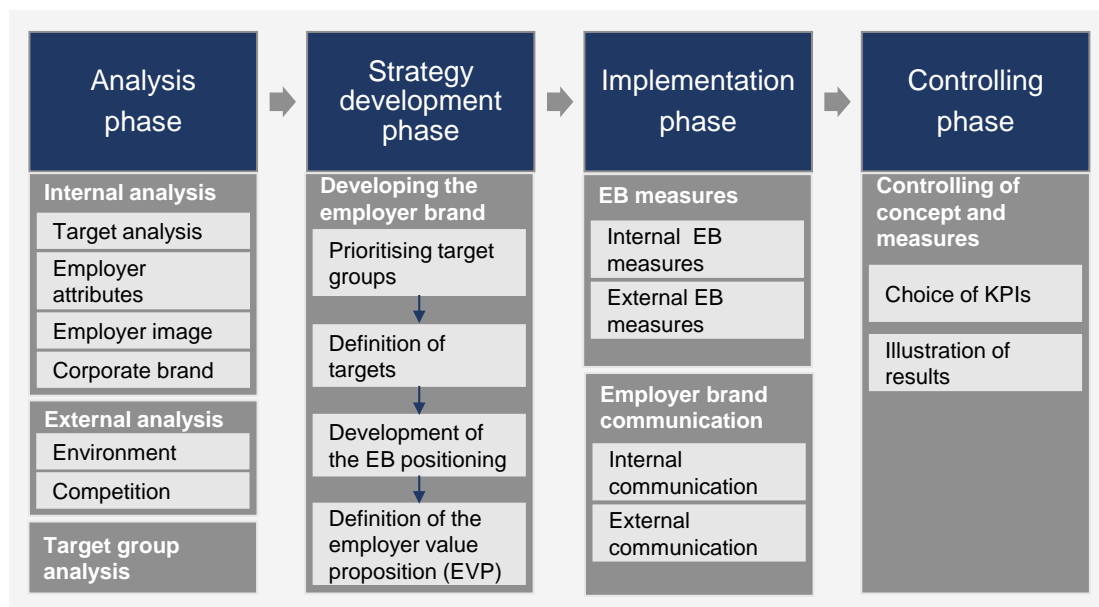 Analysis
phase
Internal analysis
Target analysis
Employer
attributes
Employer image
Corporate brand
External analysis
Environment
Competition
Target group
analysis
Strategy
development
phase
Developing the
employer brand
Prioritising target
groups
Definition of
targets
Development of
the EB positioning
Definition of the
employer value
proposition (EVP)
Implementation
phase
EB measures
Internal EB
measures
External EB
measures
Employer brand
communication
Internal
communication
External
communication
Controlling
phase
Controlling of
concept and
measures
Choice of KPIs
Illustration of
results